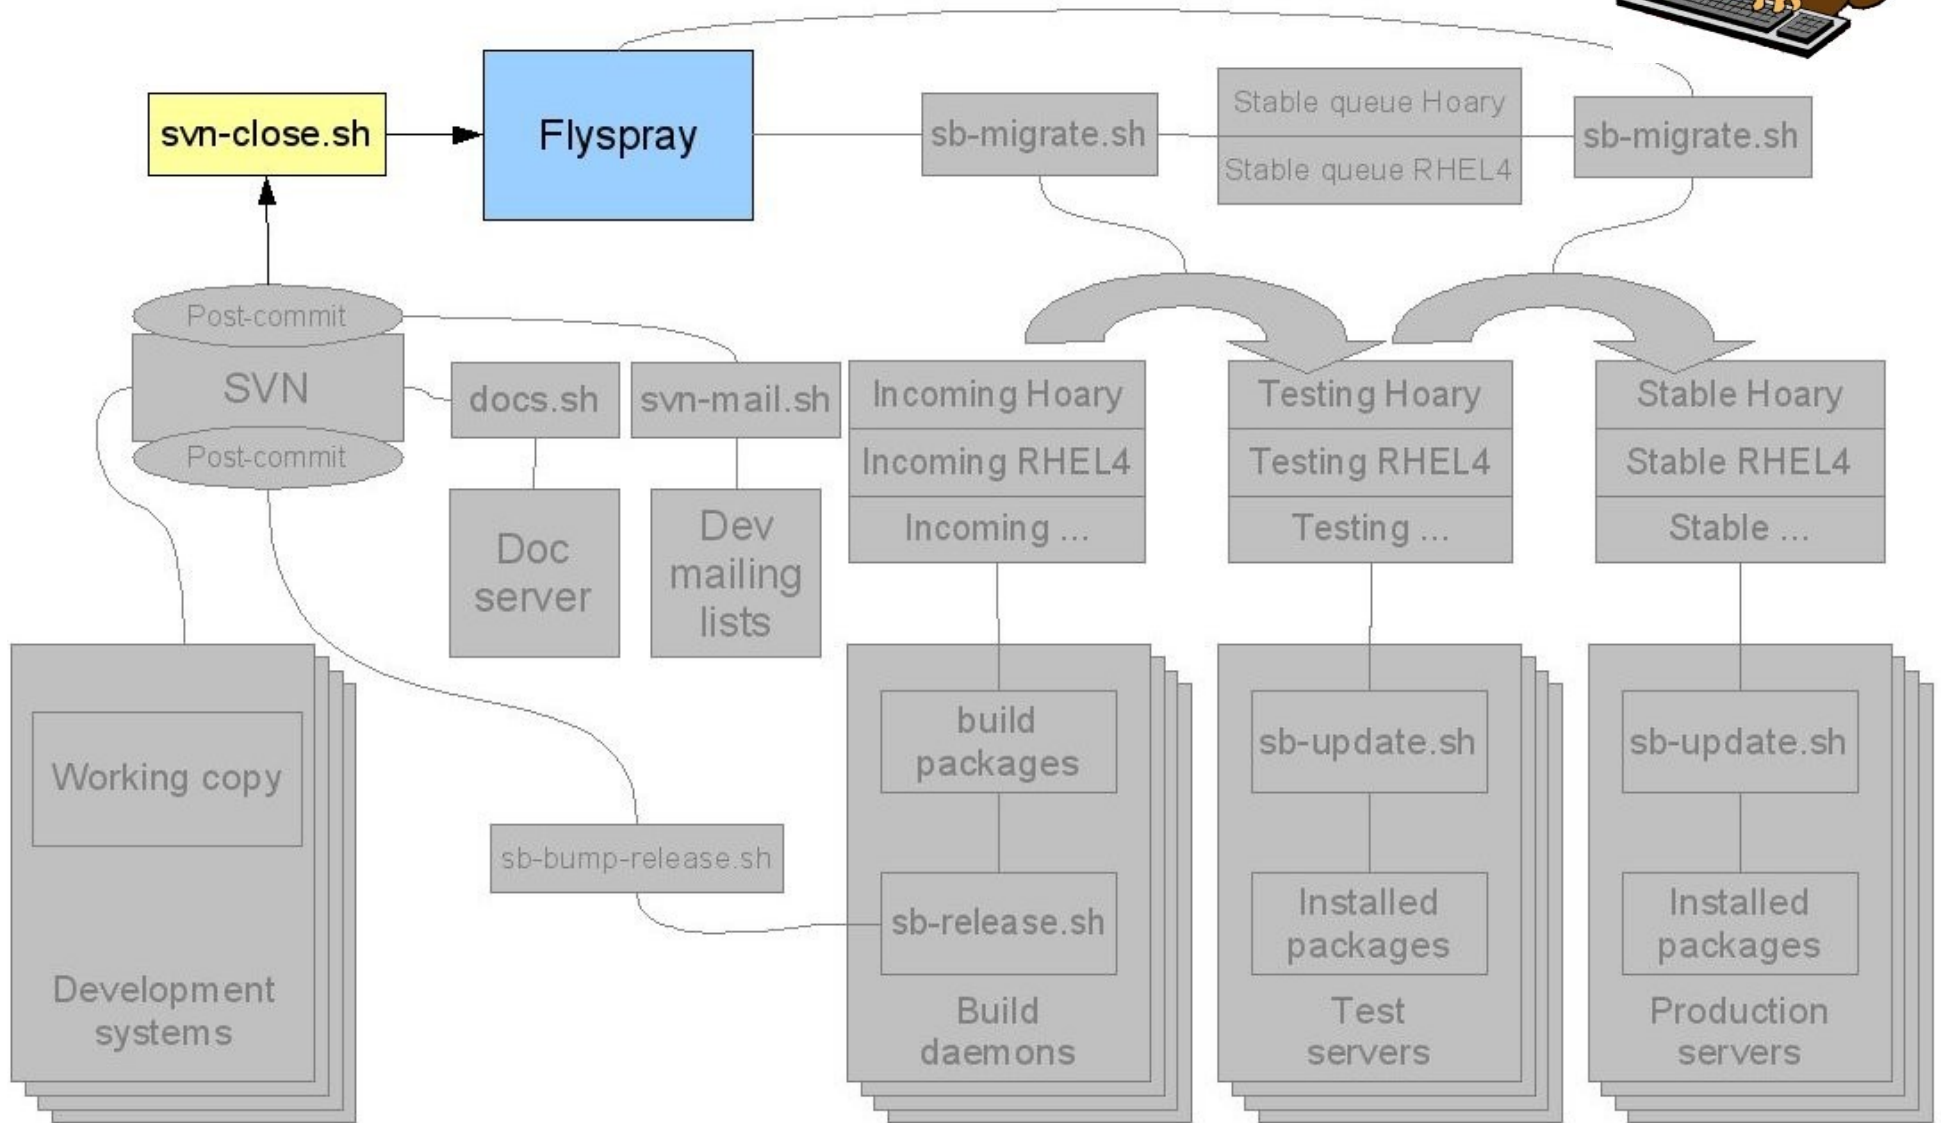 svn-close.sh
Flyspray
sb-migrate.sh
Stable queue Hoary
Stable queue RHEL4
sb-migrate.sh
Post-commit
SVN
Post-commit
docs.sh
svn-mail.sh
Doc
server
Dev
mailing
lists
Incoming Hoary
Incoming RHEL4
Incoming ...
Testing Hoary
Testing RHEL4
Testing ...
Stable Hoary
Stable RHEL4
Stable ...
Working copy
Development
systems
sb-bump-release.sh
build
packages
sb-release.sh
Build
daemons
sb-update.sh
Installed
packages
Test
servers
sb-update.sh
Installed
packages
Production
servers